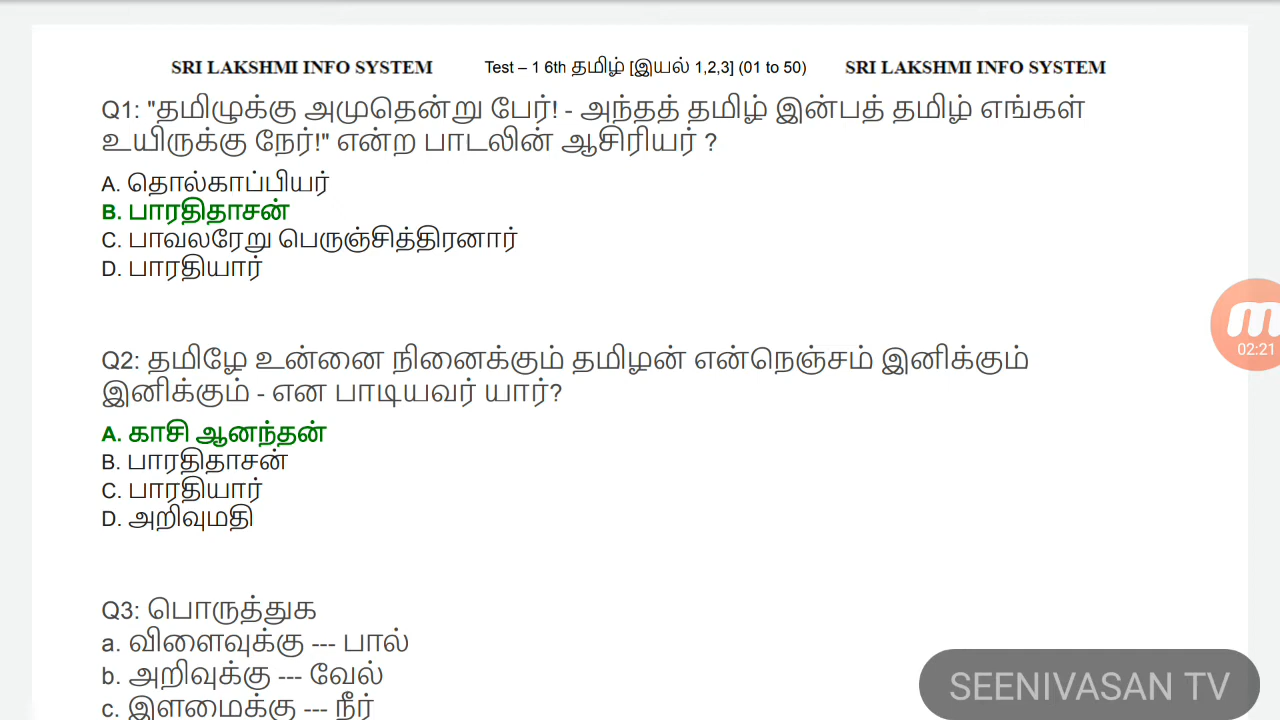 SRI LAKSHMI INFO SYSTEM Test – 1 6th தமிழ் [இயல் 1,2,3] (01 to 50) SRI LAKSHMI INFO SYSTEM
Q1: "தமிழுக்கு அமுதென்று பேர்! - அந்தத் தமிழ் இன்பத் தமிழ் எங்கள்
உயிருக்கு நேர்!" என்ற பாடலின் ஆசிரியர் ?
A. தொல்காப்பியர்
B. பாரதிதாசன்
C. பாவலரேறு பெருஞ்சித்திரனார்
D. பாரதியார்
02:21
Q2: தமிழே உன்னை நினைக்கும் தமிழன் என்நெஞ்சம் இனிக்கும்
இனிக்கும் - என பாடியவர் யார்?
A. காசி ஆனந்தன்
B. பாரதிதாசன்
C. பாரதியார்
D. அறிவுமதி
Q3: பொருத்துக
a. விளைவுக்கு --- பால்
b. அறிவுக்கு --- வேல்
c. இளமைக்கு --- நீர்
SEENIVASAN TV